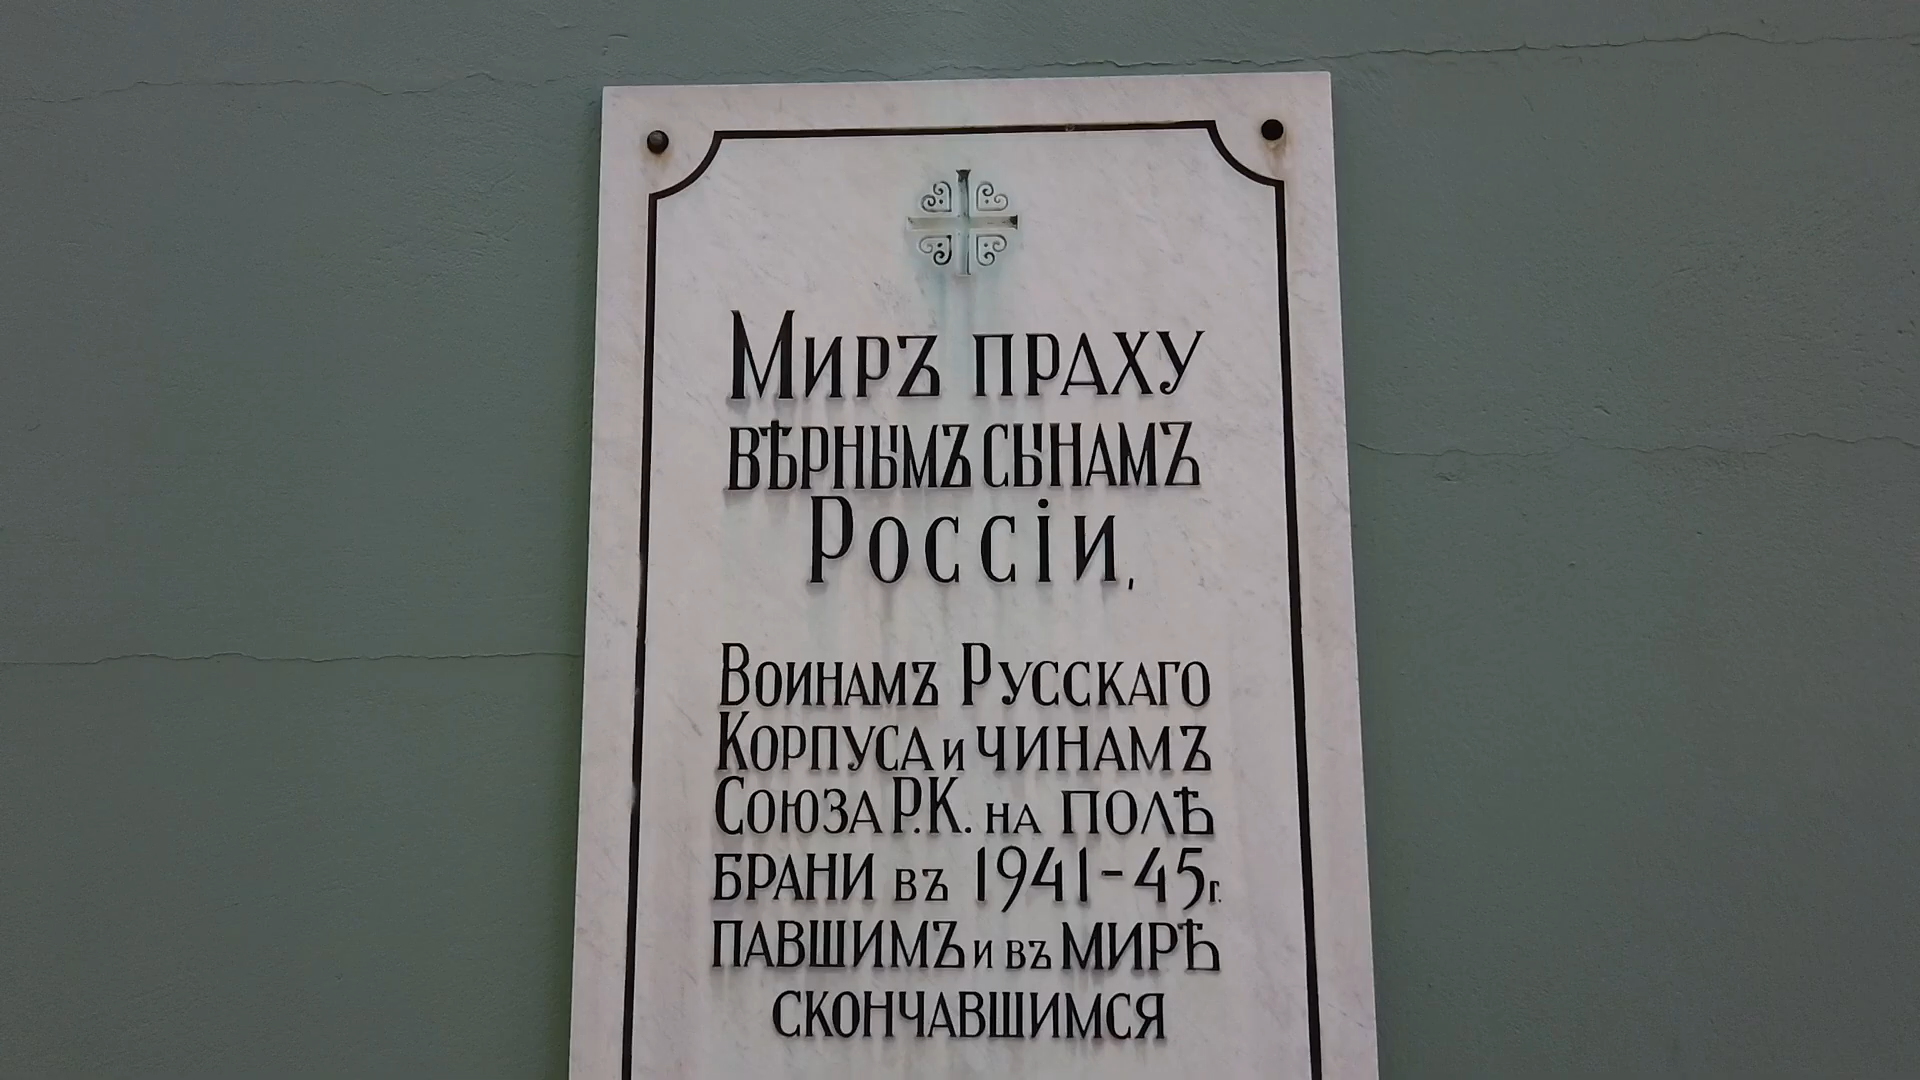 Миръ праху
вѣрнымъ сынамъ
Россіи,
Воинамъ Русскаго
Корпуса и чинамъ
Союза Р.К. на полѣ
брани въ 1941-45г.
павшимъ и въ мирѣ
скончавшимся